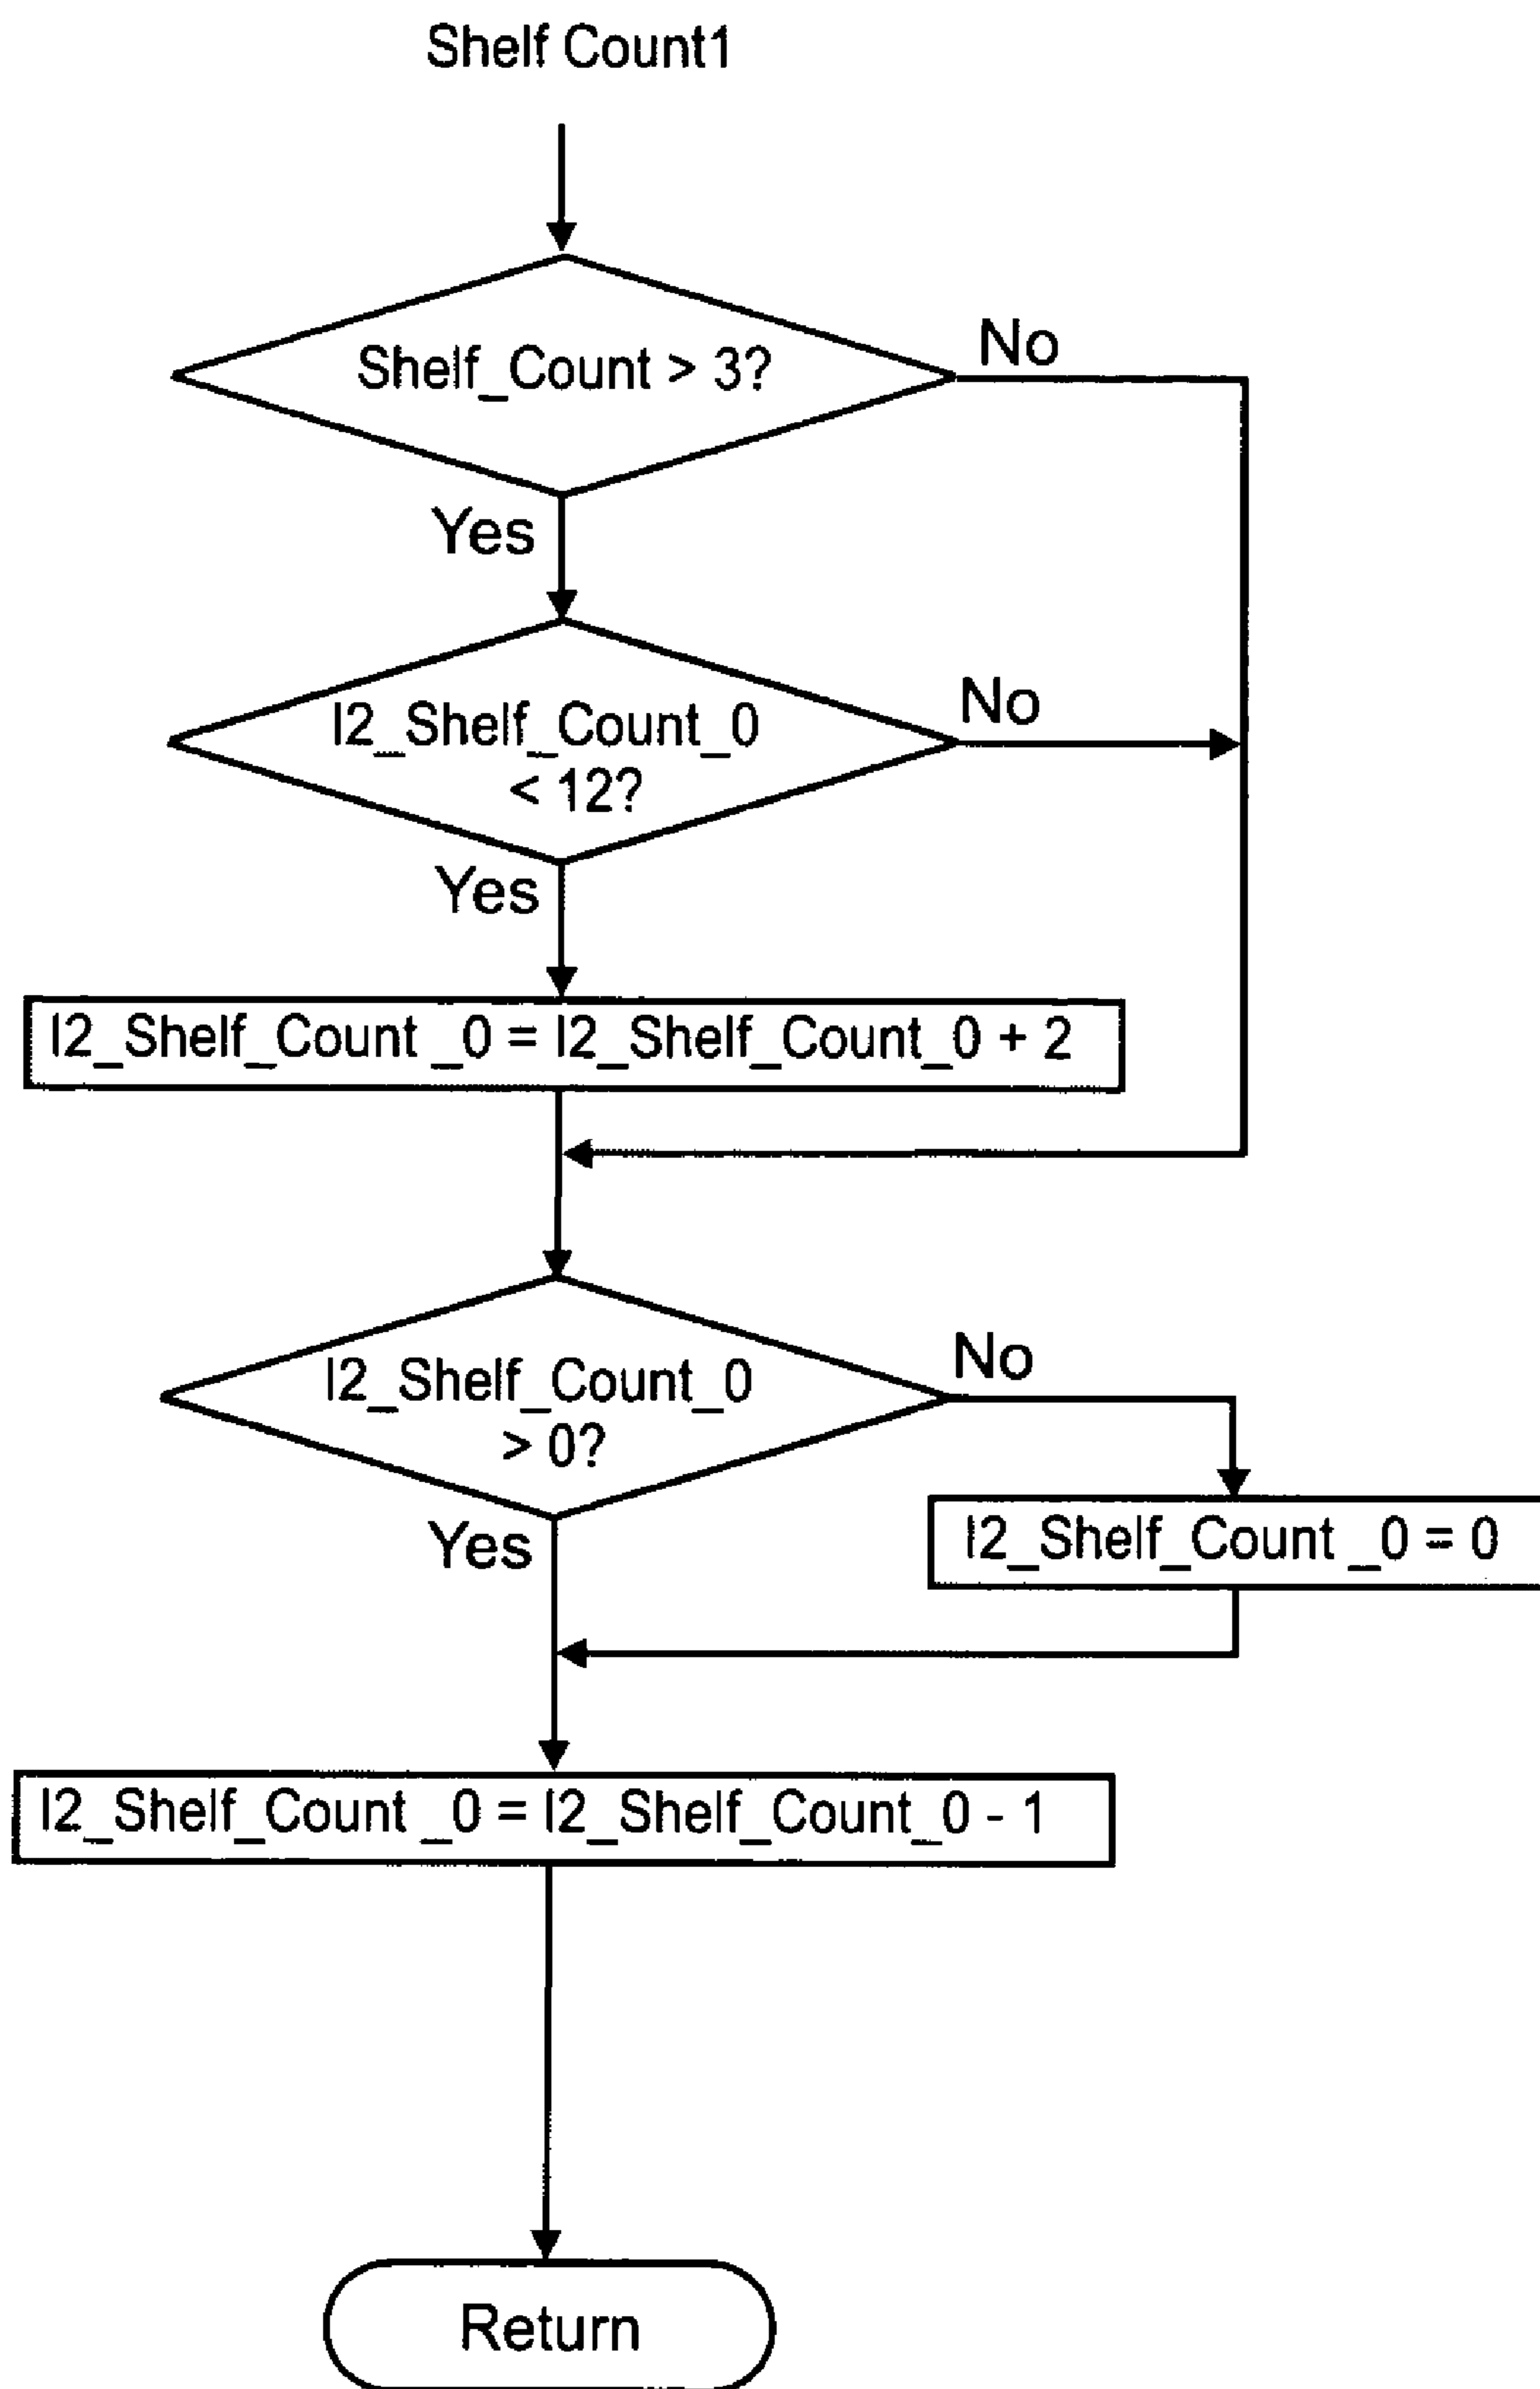 Shelf Count1
Shelf_Count > 3?
No
Yes
I2_Shelf_Count_0
< 12?
No
Yes
I2_Shelf_Count _0 = I2_Shelf_Count_0 + 2
I2_Shelf_Count_0
> 0?
No
Yes
I2_Shelf_Count _0 = 0
I2_Shelf_Count _0 = I2_Shelf_Count_0 - 1
Return